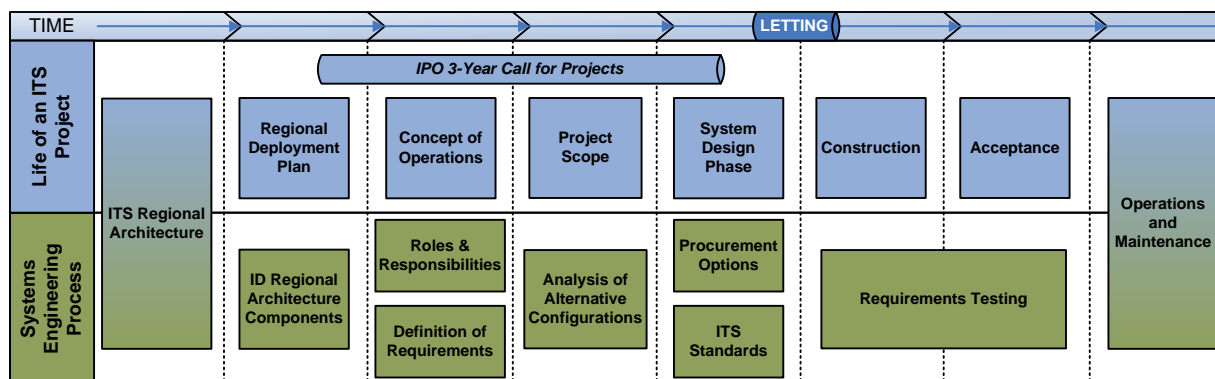 TIME
LETTING
Life of an ITS
Project
IPO 3-Year Call for Projects
ITS Regional
Architecture
Regional
Deployment
Plan
Concept of
Operations
Project
Scope
System
Design
Phase
Construction
Acceptance
Operations
and
Maintenance
Systems
Engineering
Process
ID Regional
Architecture
Components
Roles &
Responsibilities
Definition of
Requirements
Analysis of
Alternative
Configurations
Procurement
Options
ITS
Standards
Requirements Testing